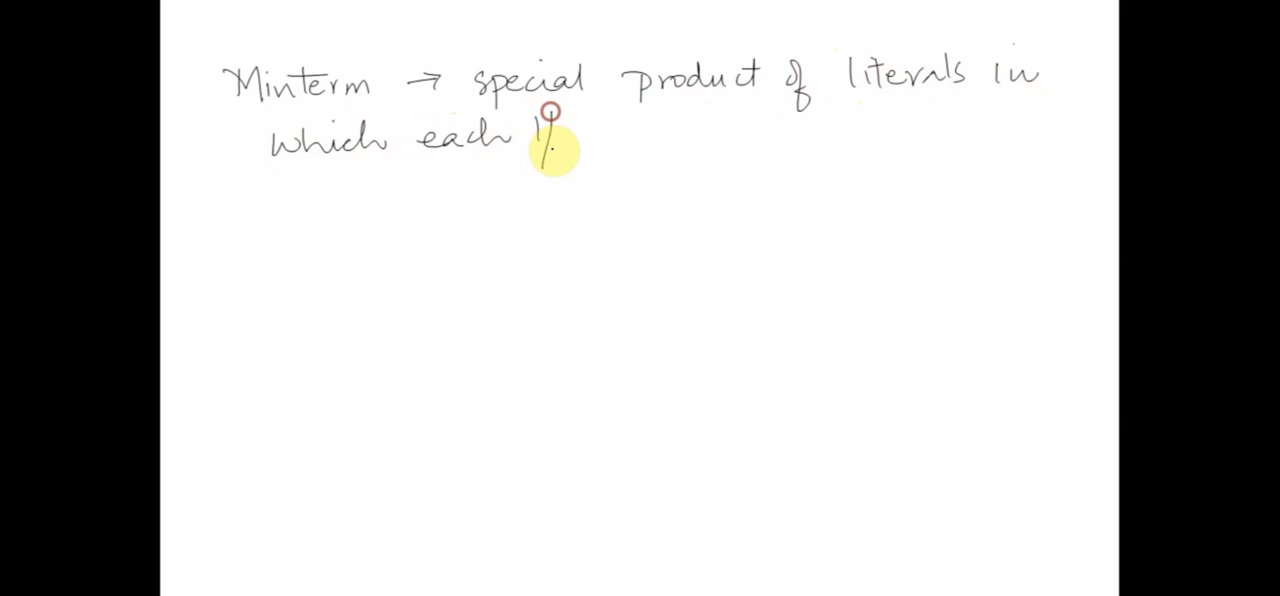 Minterm → special product of literals in
which each